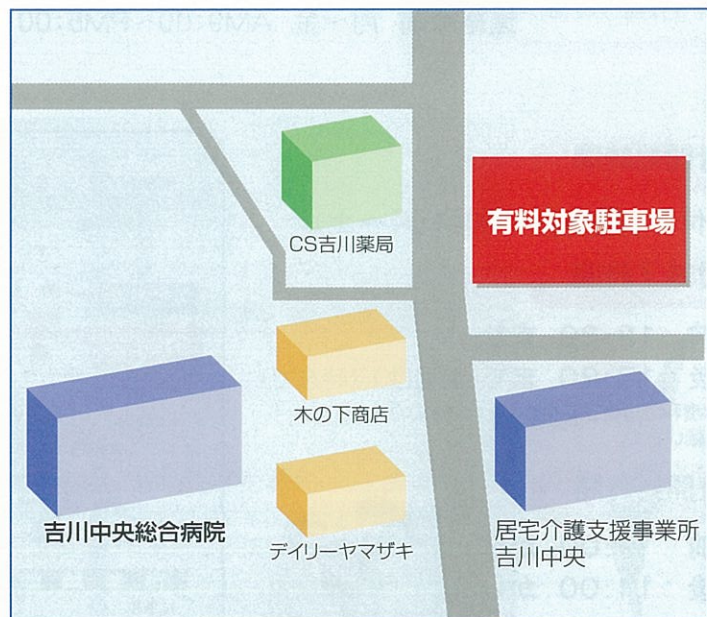 CS吉川薬局
有料対象駐車場
木の下商店
吉川中央総合病院
デイリーヤマザキ
居宅介護支援事業所
吉川中央